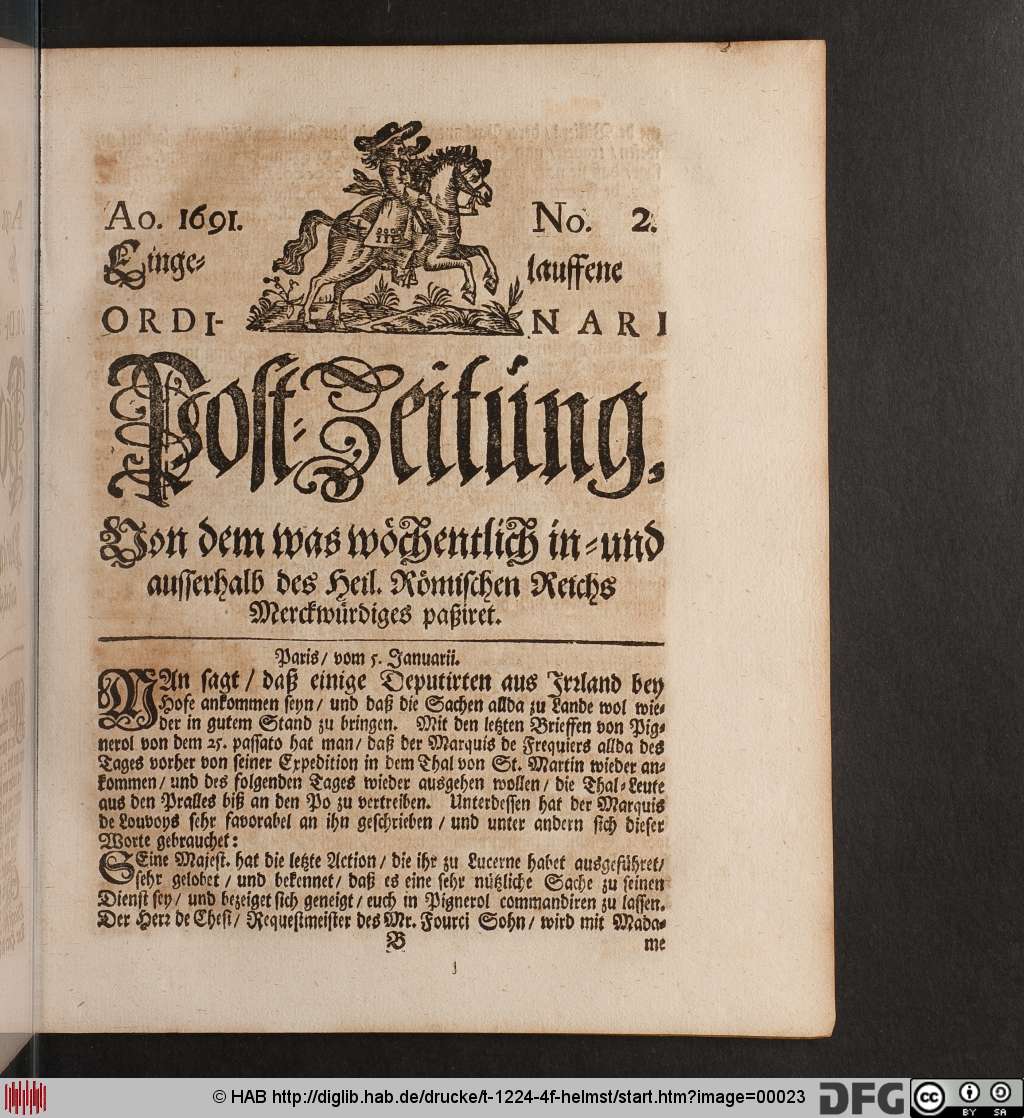 Ao. 1691. No. 2.
Einge- lauffene
ORDI- NARI
Post-Zeitung,
Von dem was wöchentlich in-und
ausserhalb des Heil. Römischen Reichs
Merckwürdiges paßiret.
Paris/ vom 5. Januarii.
MAn sagt/ daß einige Deputirten aus Irrland bey
Hofe ankommen seyn/ und daß die Sachen allda zu Lande wol wie-
der in gutem Stand zu bringen. Mit den letzten Brieffen von Pig-
nerol von dem 25. passato hat man/ daß der Marquis de Frequiers allda des
Tages vorher von seiner Expedition in dem Thal von St. Martin wieder an-
kommen/ und des folgenden Tages wieder ausgehen wollen/ die Thal-Leute
aus den Pralles biß an den Po zu vertreiben. Unterdessen hat der Marquis
de Louvoys sehr favorabel an ihn geschrieben/ und unter andern sich dieser
Worte gebrauchet:
SEine Majest. hat die letzte Action/ die ihr zu Lucerne habet ausgeführet/
sehr gelobet/ und bekennet/ daß es eine sehr nützliche Sache zu seinen
Dienst sey/ und bezeiget sich geneigt/ euch in Pignerol commandiren zu lassen.
Der Herr de Chesi/ Requestmeister des Mr. Fourci Sohn/ wird mit Mada-
B me
© HAB http://diglib.hab.de/drucke/t-1224-4f-helmst/start.htm?image=00023
DFG
cc BY SA